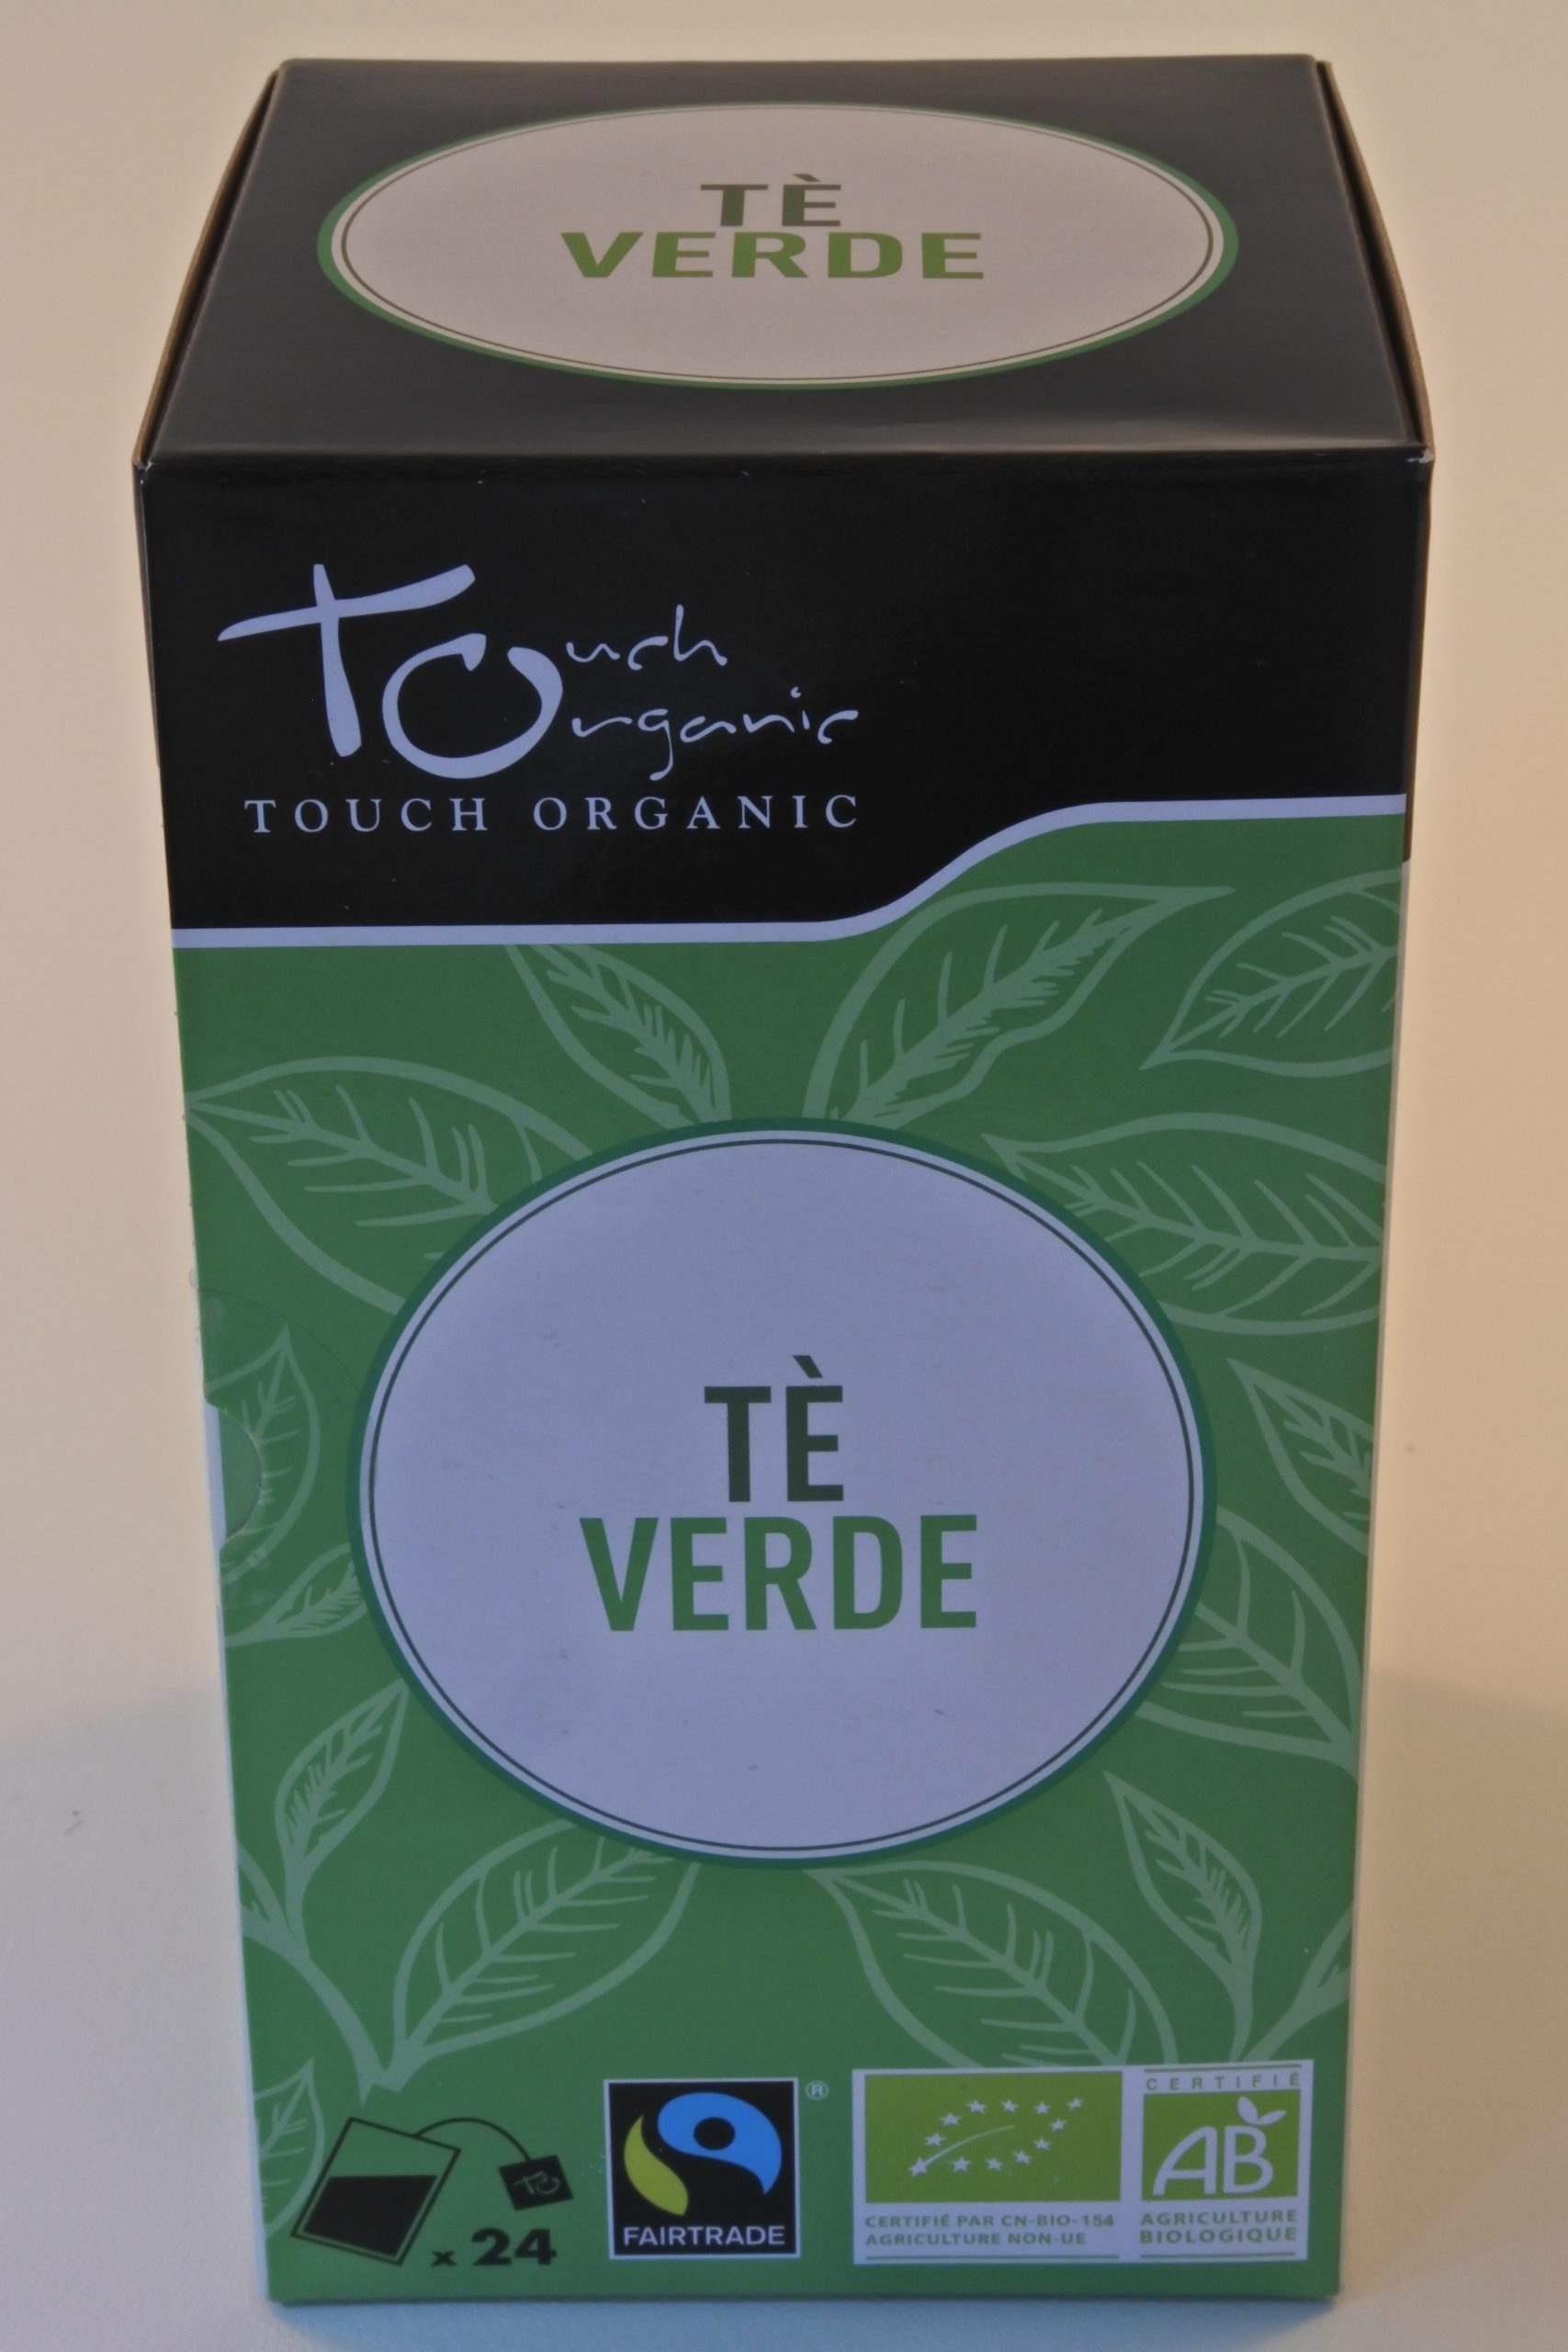 TÈ
VERDE
Touch
Organic
TOUCH ORGANIC
TÈ
VERDE
x 24
FAIRTRADE
®
CERTIFIÉ PAR CN-BIO-154
AGRICULTURE NON-UE
CERTIFIÉ
AB
AGRICULTURE
BIOLOGIQUE